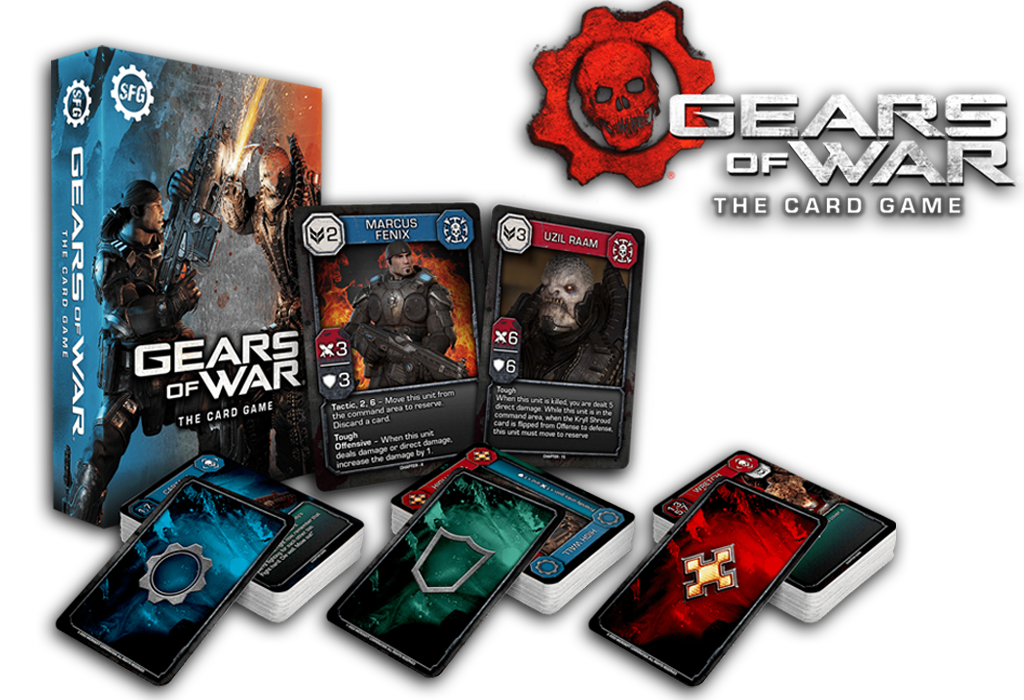 SFG
GEARS OF WAR
THE CARD GAME
SFG
GEARS
OF WAR
THE CARD GAME
GEARS
OF WAR
THE CARD GAME
2
MARCUS
FENIX
3
3
Tactic, 2, 6 – Move this unit from
the command area to reserve.
Discard a card.
Tough
Offensive – When this unit
deals damage or direct damage,
increase the damage by 1.
3
UZIL RAAM
6
6
Tough
When this unit is killed, you are dealt 5
direct damage. While this unit is in the
command area, when the Kryll Shroud
card is flipped from Offense to defense,
this unit must move to reserve
HIGH WALL
WRETCH